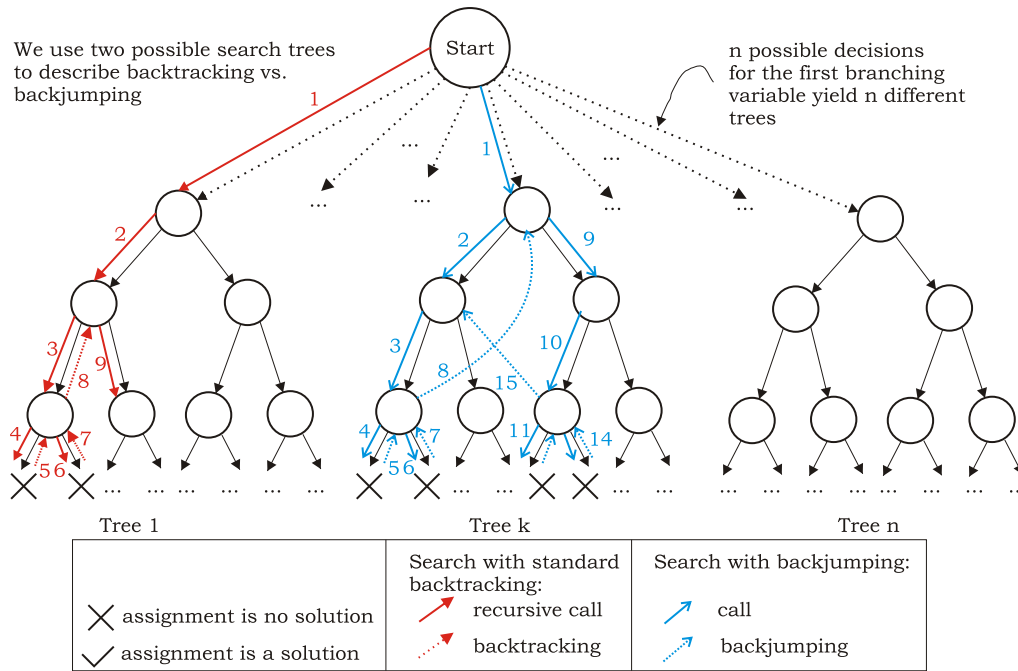 We use two possible search trees
to describe backtracking vs.
backjumping
Start
n possible decisions
for the first branching
variable yield n different
trees
1
1
...
...
...
...
...
...
...
2
2
9
3
8
9
3
8
15
10
4
5
6
7
4
5
6
7
11
14
... ... ... ... ... ...
... ... ... ...
... ... ... ... ... ... ... ...
Tree 1
Tree k
Tree n
assignment is no solution
assignment is a solution
Search with standard
backtracking:
recursive call
backtracking
Search with backjumping:
call
backjumping